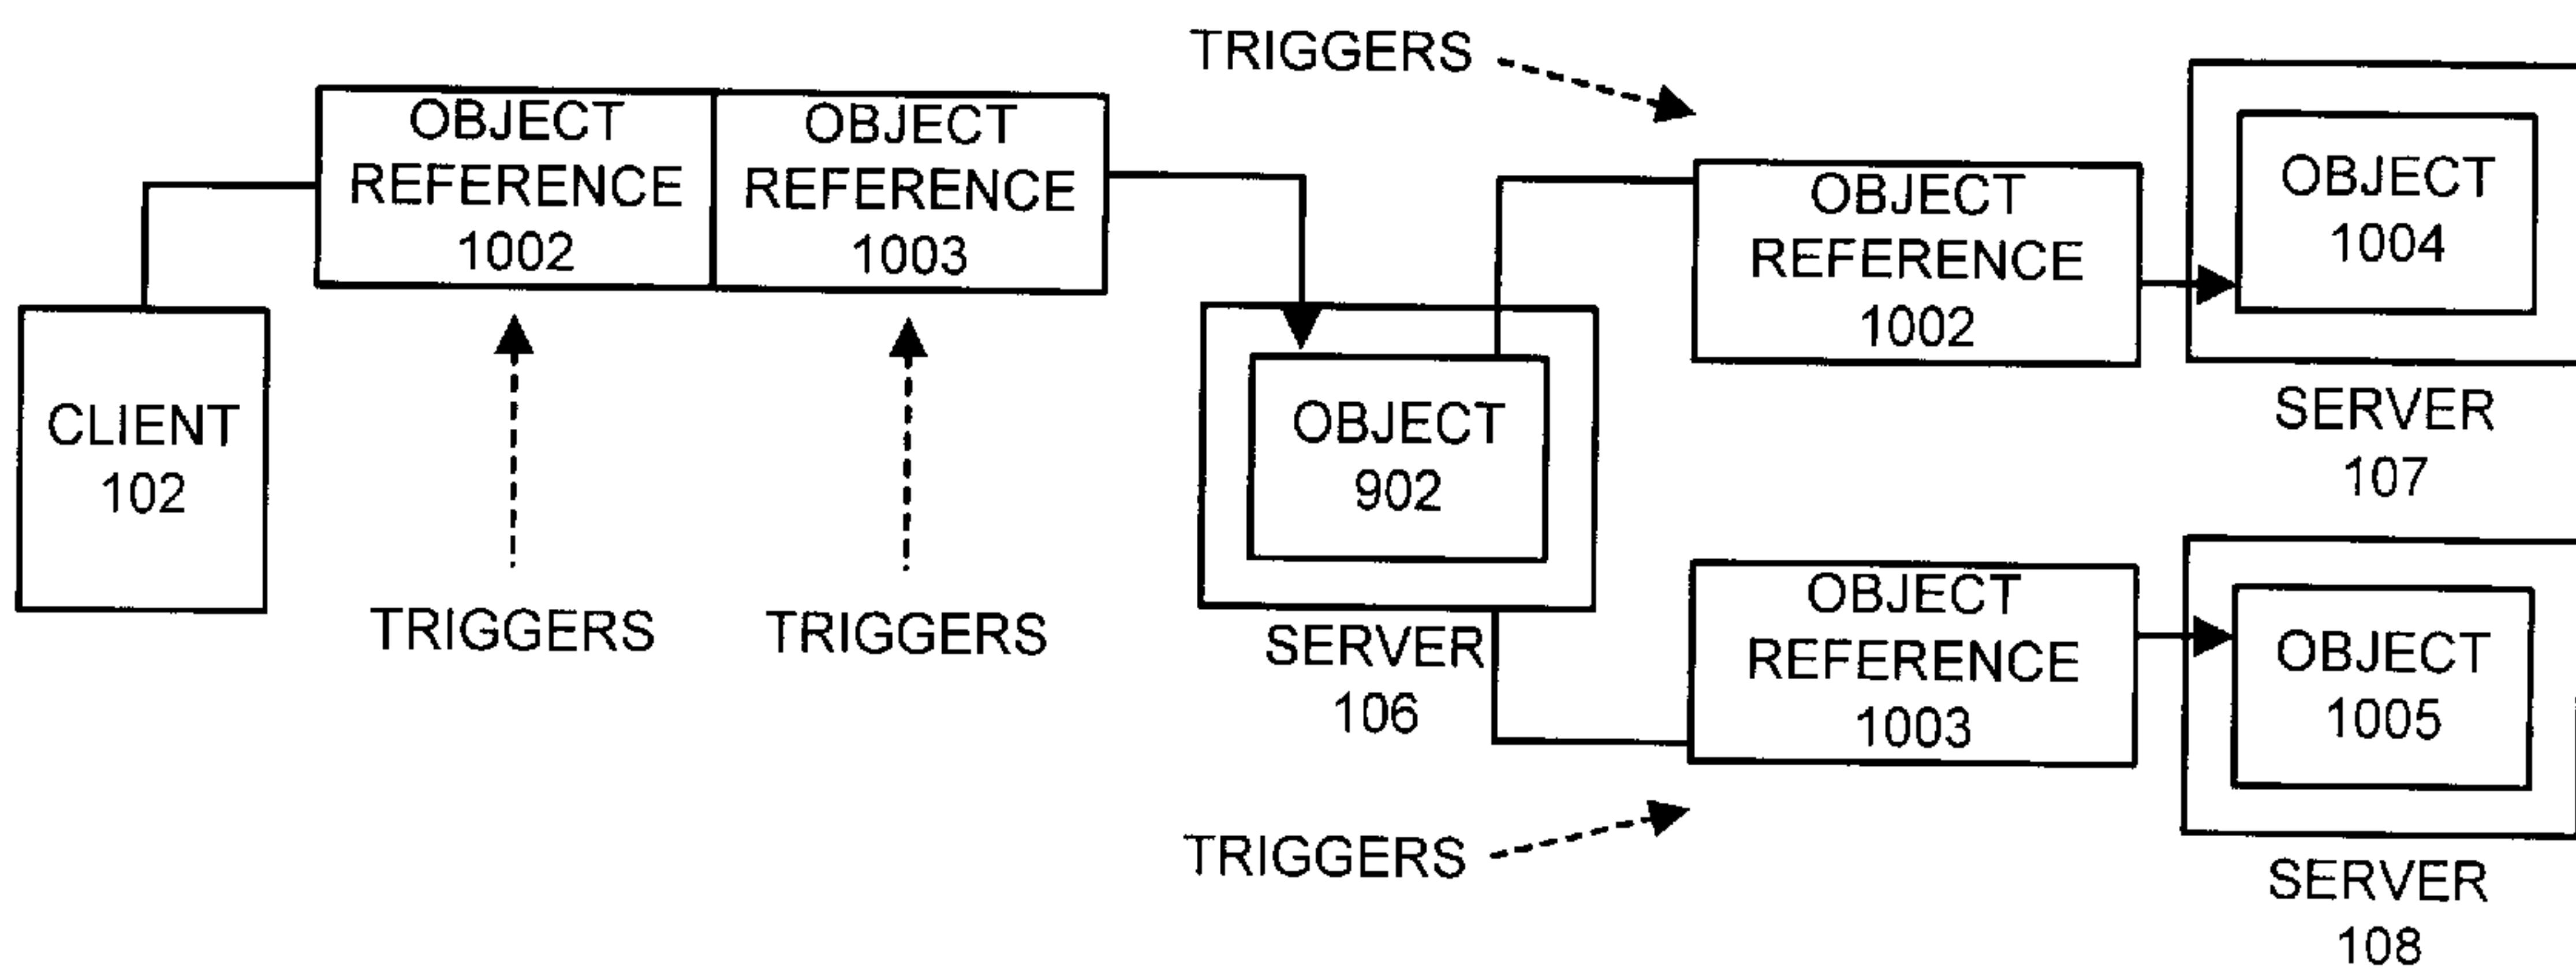 TRIGGERS
OBJECT
REFERENCE
1002
OBJECT
REFERENCE
1003
OBJECT
REFERENCE
1002
OBJECT
1004
CLIENT
102
OBJECT
902
SERVER
107
TRIGGERS
TRIGGERS
SERVER
106
OBJECT
REFERENCE
1003
OBJECT
1005
TRIGGERS
SERVER
108